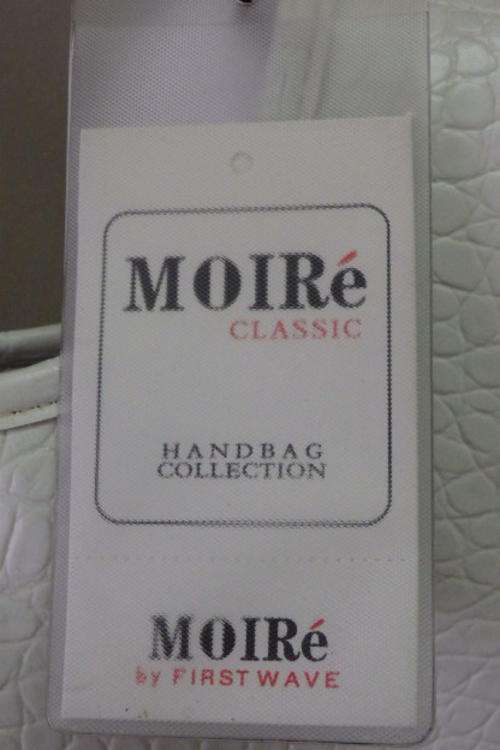 MOIRé
CLASSIC
HANDBAG
COLLECTION
MOIRé
by FIRST WAVE